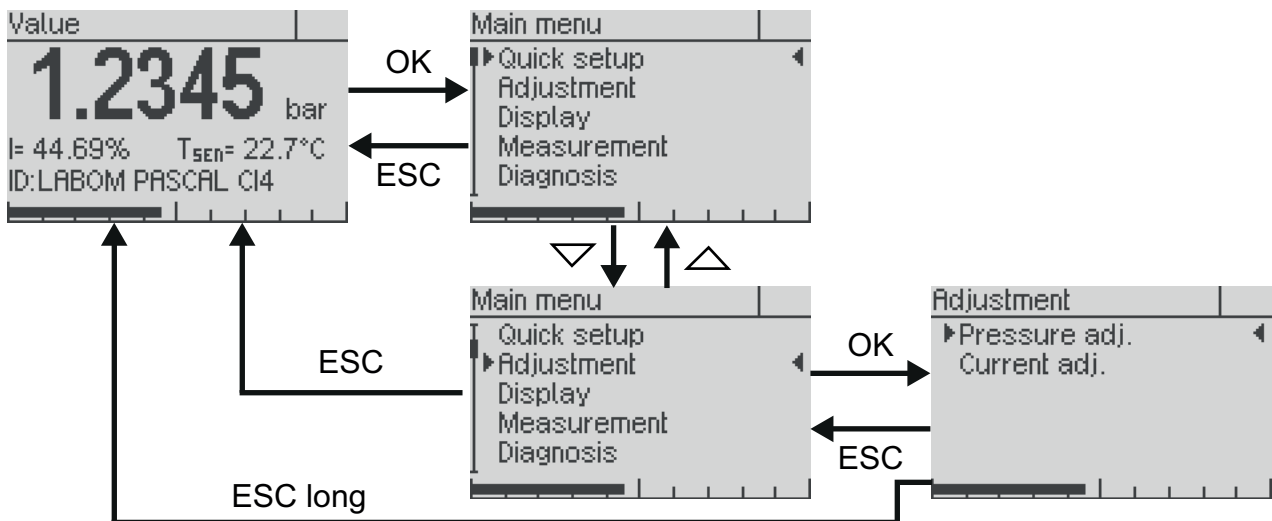 Value
1.2345 bar
I= 44.69% TSEN= 22.7°C
ID:LABOM PASCAL CI4
OK
ESC
Main menu
Quick setup
Adjustment
Display
Measurement
Diagnosis
▽ △
ESC
Main menu
Quick setup
Adjustment
Display
Measurement
Diagnosis
OK
ESC
Adjustment
Pressure adj.
Current adj.
ESC long